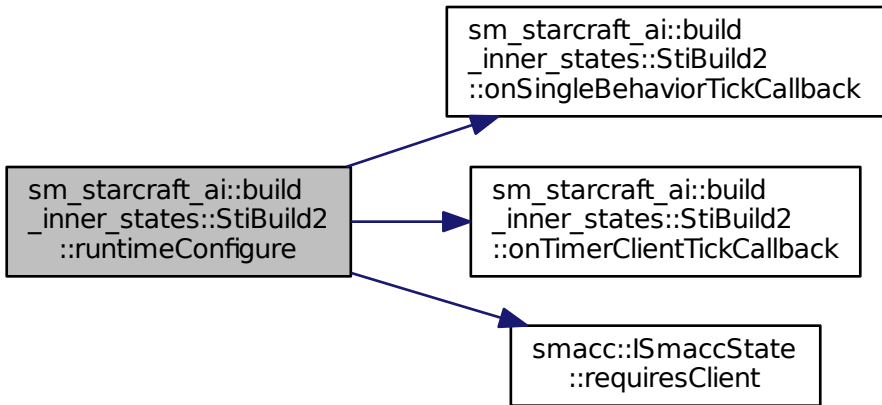 sm_starcraft_ai::build
_inner_states::StiBuild2
::onSingleBehaviorTickCallback
sm_starcraft_ai::build
_inner_states::StiBuild2
::runtimeConfigure
sm_starcraft_ai::build
_inner_states::StiBuild2
::onTimerClientTickCallback
smacc::ISmaccState
::requiresClient